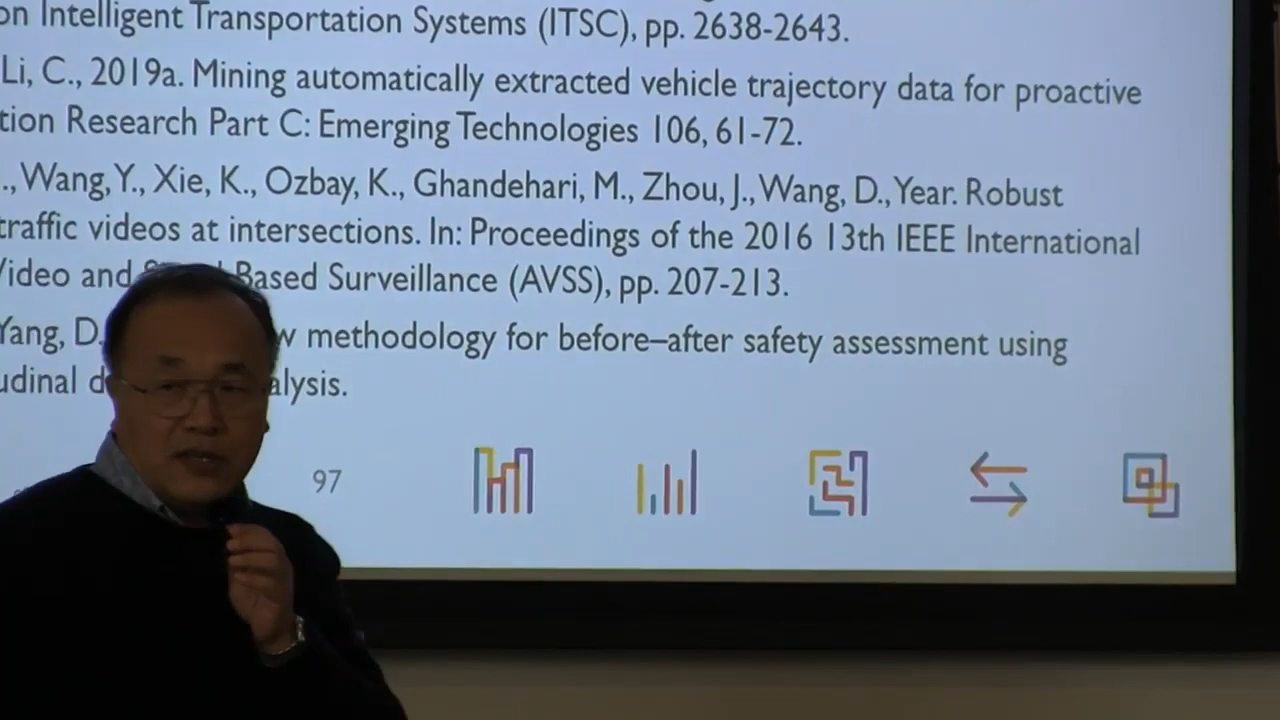 on Intelligent Transportation Systems (ITSC), pp. 2638-2643.
Li, C., 2019a. Mining automatically extracted vehicle trajectory data for proactive
tion Research Part C: Emerging Technologies 106, 61-72.
., Wang, Y., Xie, K., Ozbay, K., Ghandehari, M., Zhou, J., Wang, D., Year. Robust
traffic videos at intersections. In: Proceedings of the 2016 13th IEEE International
Video and Based Surveillance (AVSS), pp. 207-213.
Yang, D. w methodology for before–after safety assessment using
udinal d alysis.
97